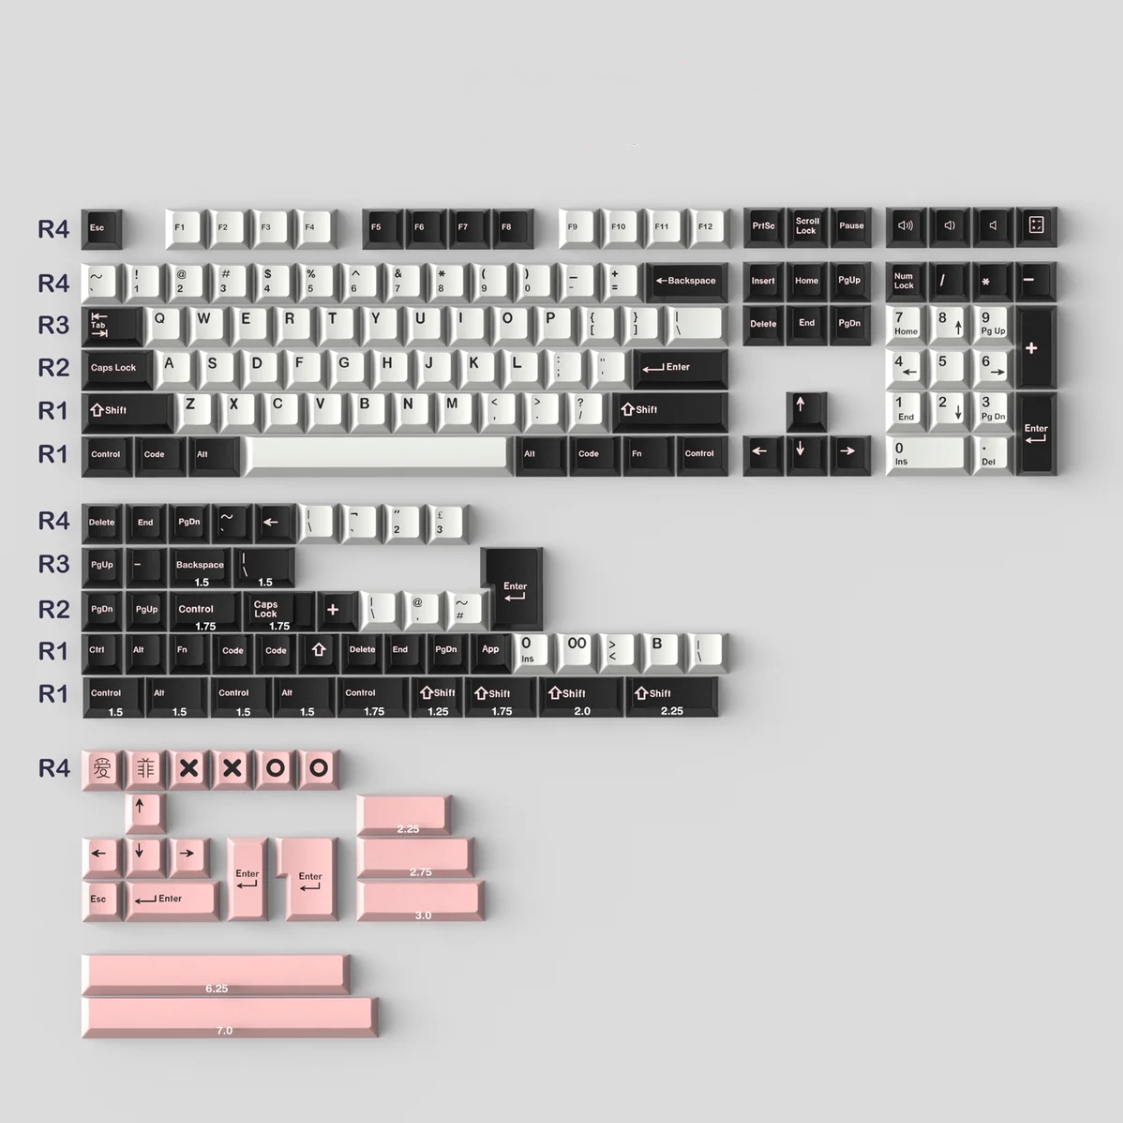 R4 Esc F1 F2 F3 F4 F5 F6 F7 F8 F9 F10 F11 F12 PrtSc Scroll Lock Pause
R4 ~ ` ! 1 @ 2 # 3 $ 4 % 5 ^ 6 & 7 * 8 ( 9 ) 0 _ - + = ←Backspace Insert Home PgUp Num Lock / * −
R3 Tab Q W E R T Y U I O P { [ } ] | \ Delete End PgDn 7 Home 8 ↑ 9 Pg Up +
R2 Caps Lock A S D F G H J K L : ; " ' Enter 4 ← 5 6 →
R1 ⇧Shift Z X C V B N M < , > . ? / ⇧Shift ↑ 1 End 2 ↓ 3 Pg Dn Enter
R1 Control Code Alt Alt Code Fn Control ← ↓ → 0 Ins . Del
R4 Delete End PgDn ~ ` ← | \ ¬ ` " 2 £ 3
R3 PgUp − Backspace 1.5 | \ 1.5 Enter
R2 PgDn PgUp Control 1.75 Caps Lock 1.75 + | \ @ ' ~ #
R1 Ctrl Alt Fn Code Code ⇧ Delete End PgDn App 0 Ins 00 > < B | \
R1 Control 1.5 Alt 1.5 Control 1.5 Alt 1.5 Control 1.75 ⇧Shift 1.25 ⇧Shift 1.75 ⇧Shift 2.0 ⇧Shift 2.25
R4 X X O O
↑ 2.25
← ↓ → Enter Enter 2.75
Esc Enter 3.0
6.25
7.0